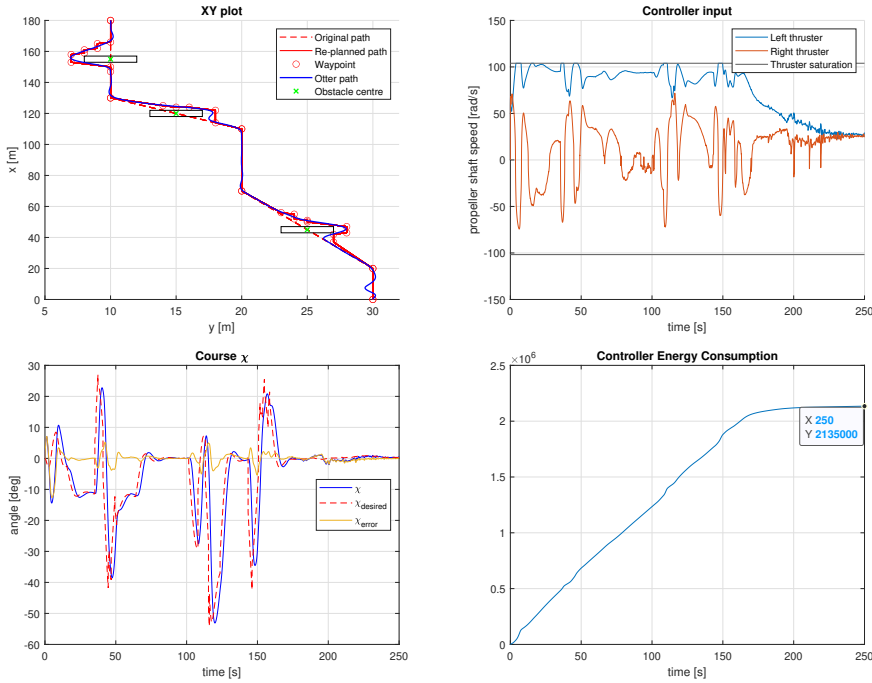 XY plot
180
160
140
120
100
80
60
40
20
0
x [m]
5
10
15
20
25
30
y [m]
Original path
Re-planned path
Waypoint
Otter path
Obstacle centre
Controller input
150
100
50
0
-50
-100
-150
propeller shaft speed [rad/s]
0
50
100
150
200
250
time [s]
Left thruster
Right thruster
Thruster saturation
Course χ
30
20
10
0
-10
-20
-30
-40
-50
-60
angle [deg]
0
50
100
150
200
250
time [s]
χ
χdesired
χerror
Controller Energy Consumption
×10⁶
2.5
2
1.5
1
0.5
0
0
50
100
150
200
250
time [s]
X 250
Y 2135000